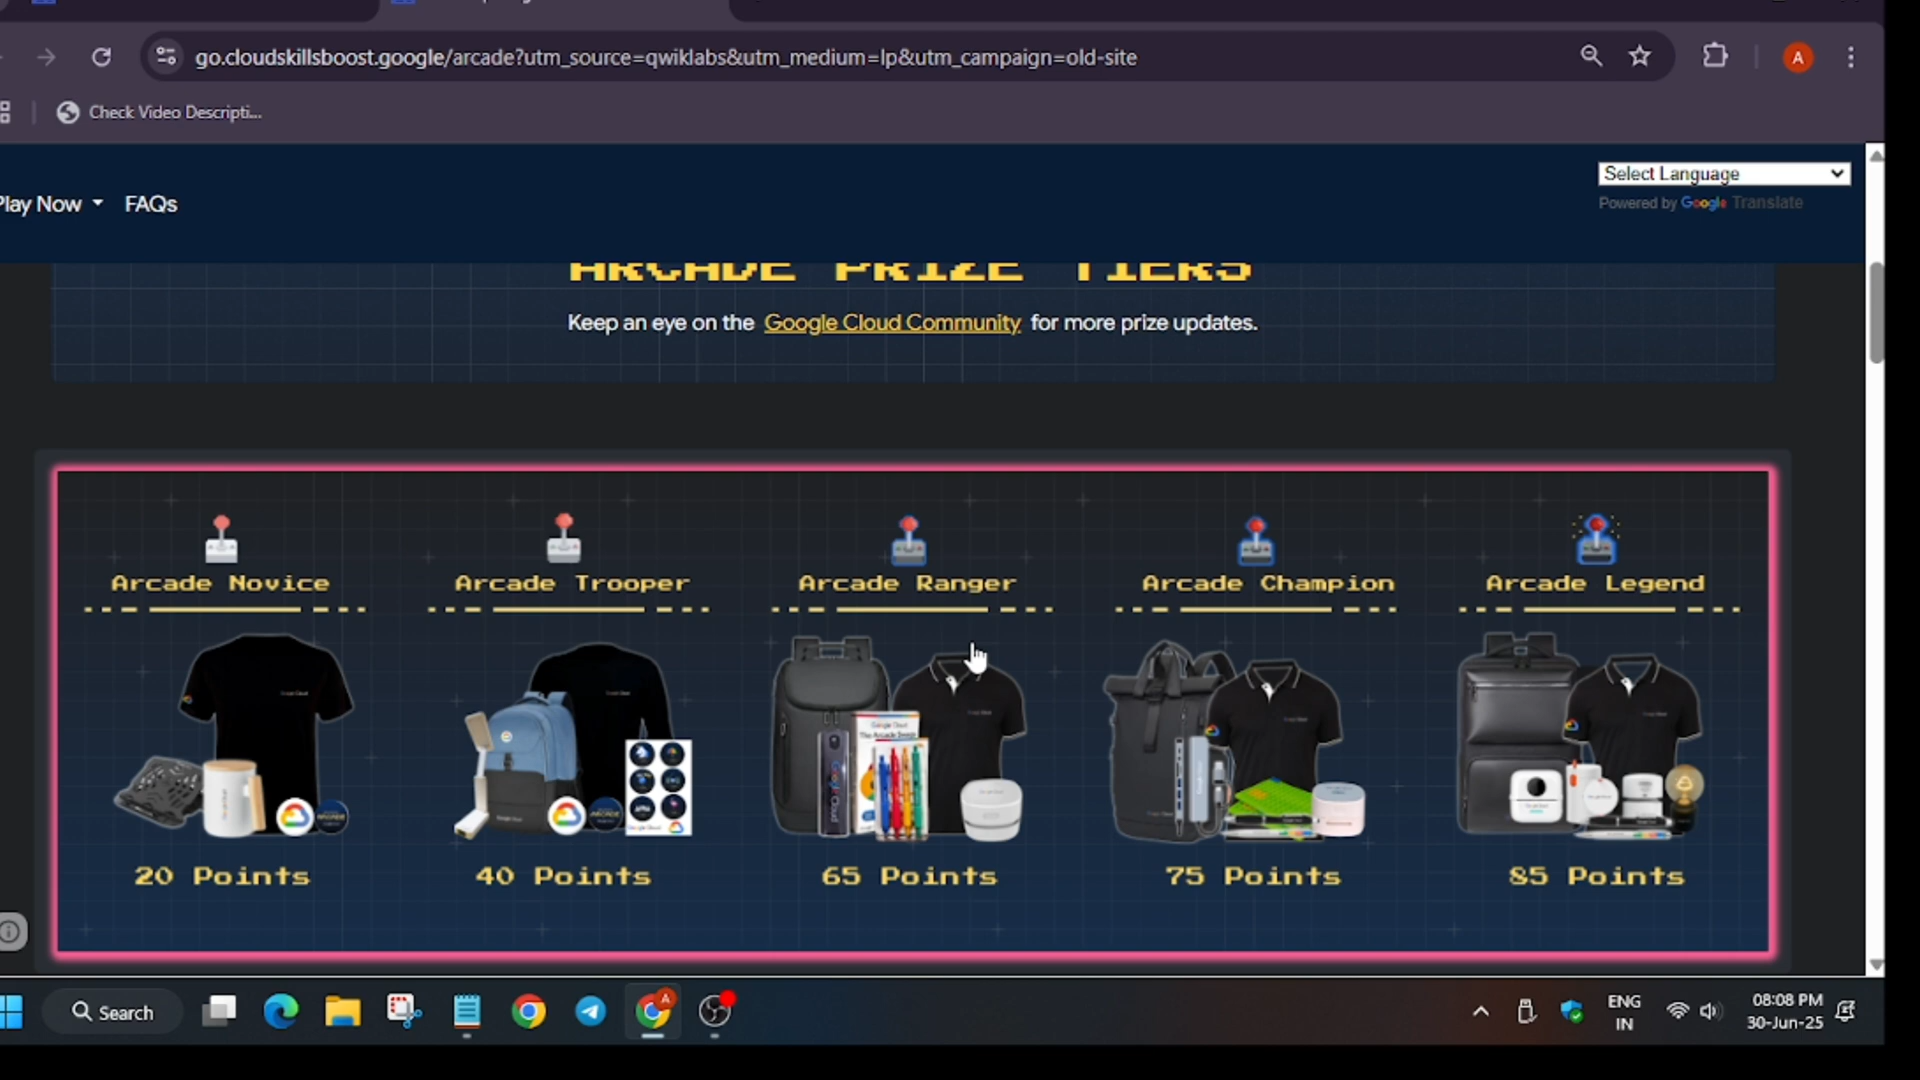 go.cloudskillsboost.google/arcade?utm_source=qwiklabs&utm_medium=lp&utm_campaign=old-site
A
Check Video Descripti...
Play Now
FAQs
Select Language
Powered by Google Translate
ARCADE PRIZE TIERS
Keep an eye on the Google Cloud Community for more prize updates.
Arcade Novice
Arcade Trooper
Arcade Ranger
Arcade Champion
Arcade Legend
20 Points
40 Points
65 Points
75 Points
85 Points
Search
A
ENG
IN
08:08 PM
30-Jun-25